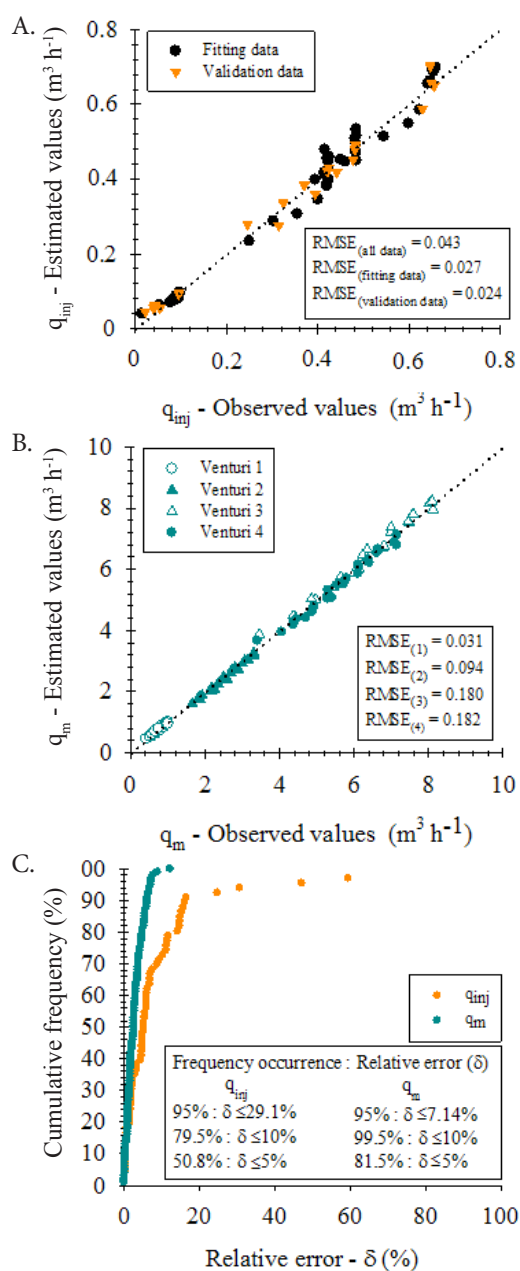 A.
q_inj - Estimated values (m³ h⁻¹)
0.8
0.6
0.4
0.2
0
Fitting data
Validation data
RMSE(all data) = 0.043
RMSE(fitting data) = 0.027
RMSE(validation data) = 0.024
0 0.2 0.4 0.6 0.8
q_inj - Observed values (m³ h⁻¹)
B.
q_m - Estimated values (m³ h⁻¹)
10
8
6
4
2
0
Venturi 1
Venturi 2
Venturi 3
Venturi 4
RMSE(1) = 0.031
RMSE(2) = 0.094
RMSE(3) = 0.180
RMSE(4) = 0.182
0 2 4 6 8 10
q_m - Observed values (m³ h⁻¹)
C.
Cumulative frequency (%)
00
90
80
70
60
50
40
30
20
10
0
q_inj
q_m
Frequency occurrence : Relative error (δ)
q_inj q_m
95% : δ ≤29.1% 95% : δ ≤7.14%
79.5% : δ ≤10% 99.5% : δ ≤10%
50.8% : δ ≤5% 81.5% : δ ≤5%
0 20 40 60 80 100
Relative error - δ (%)